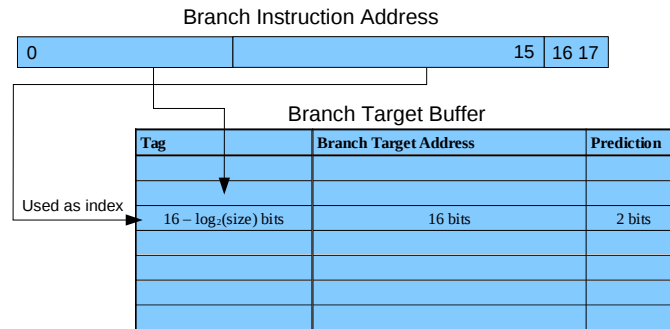 Branch Instruction Address
0 15 16 17
Branch Target Buffer
Tag Branch Target Address Prediction
Used as index
16 – log₂(size) bits 16 bits 2 bits